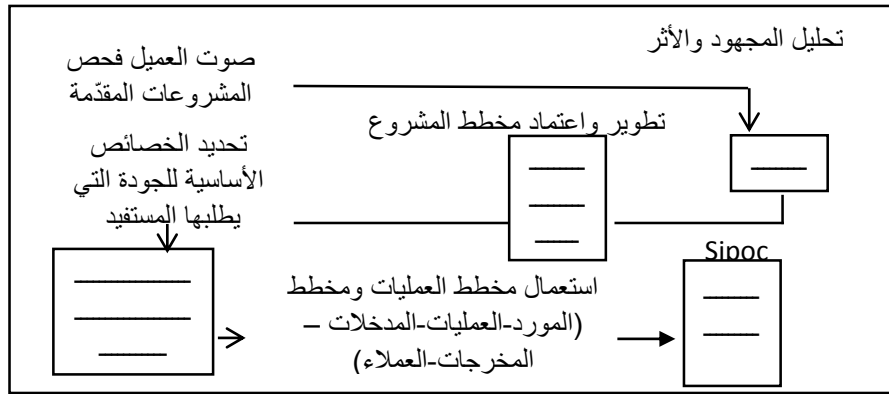 تحليل المجهود والأثر
صوت العميل فحص
المشروعات المقدّمة
تطوير واعتماد مخطط المشروع
تحديد الخصائص
الأساسية للجودة التي
يطلبها المستفيد
Sipoc
استعمال مخطط العمليات ومخطط
(المورد-العمليات-المدخلات –
المخرجات-العملاء)